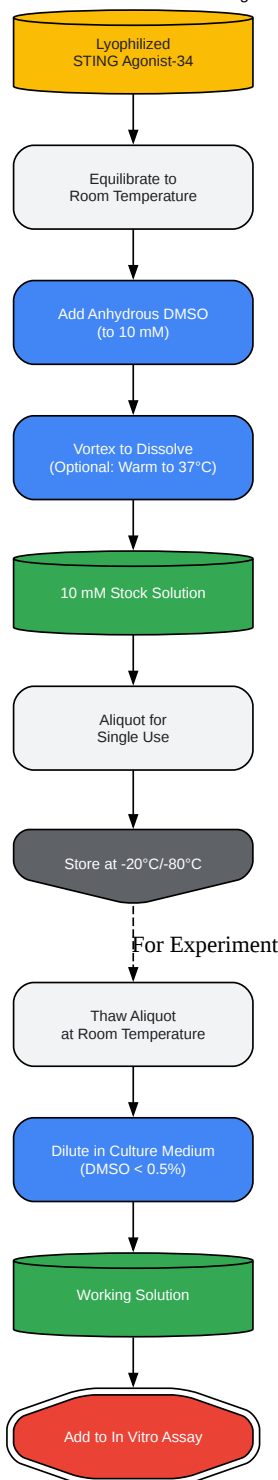 Lyophilized
STING Agonist-34
Equilibrate to
Room Temperature
Add Anhydrous DMSO
(to 10 mM)
Vortex to Dissolve
(Optional: Warm to 37°C)
10 mM Stock Solution
Aliquot for
Single Use
Store at -20°C/-80°C
For Experiment
Thaw Aliquot
at Room Temperature
Dilute in Culture Medium
(DMSO < 0.5%)
Working Solution
Add to In Vitro Assay